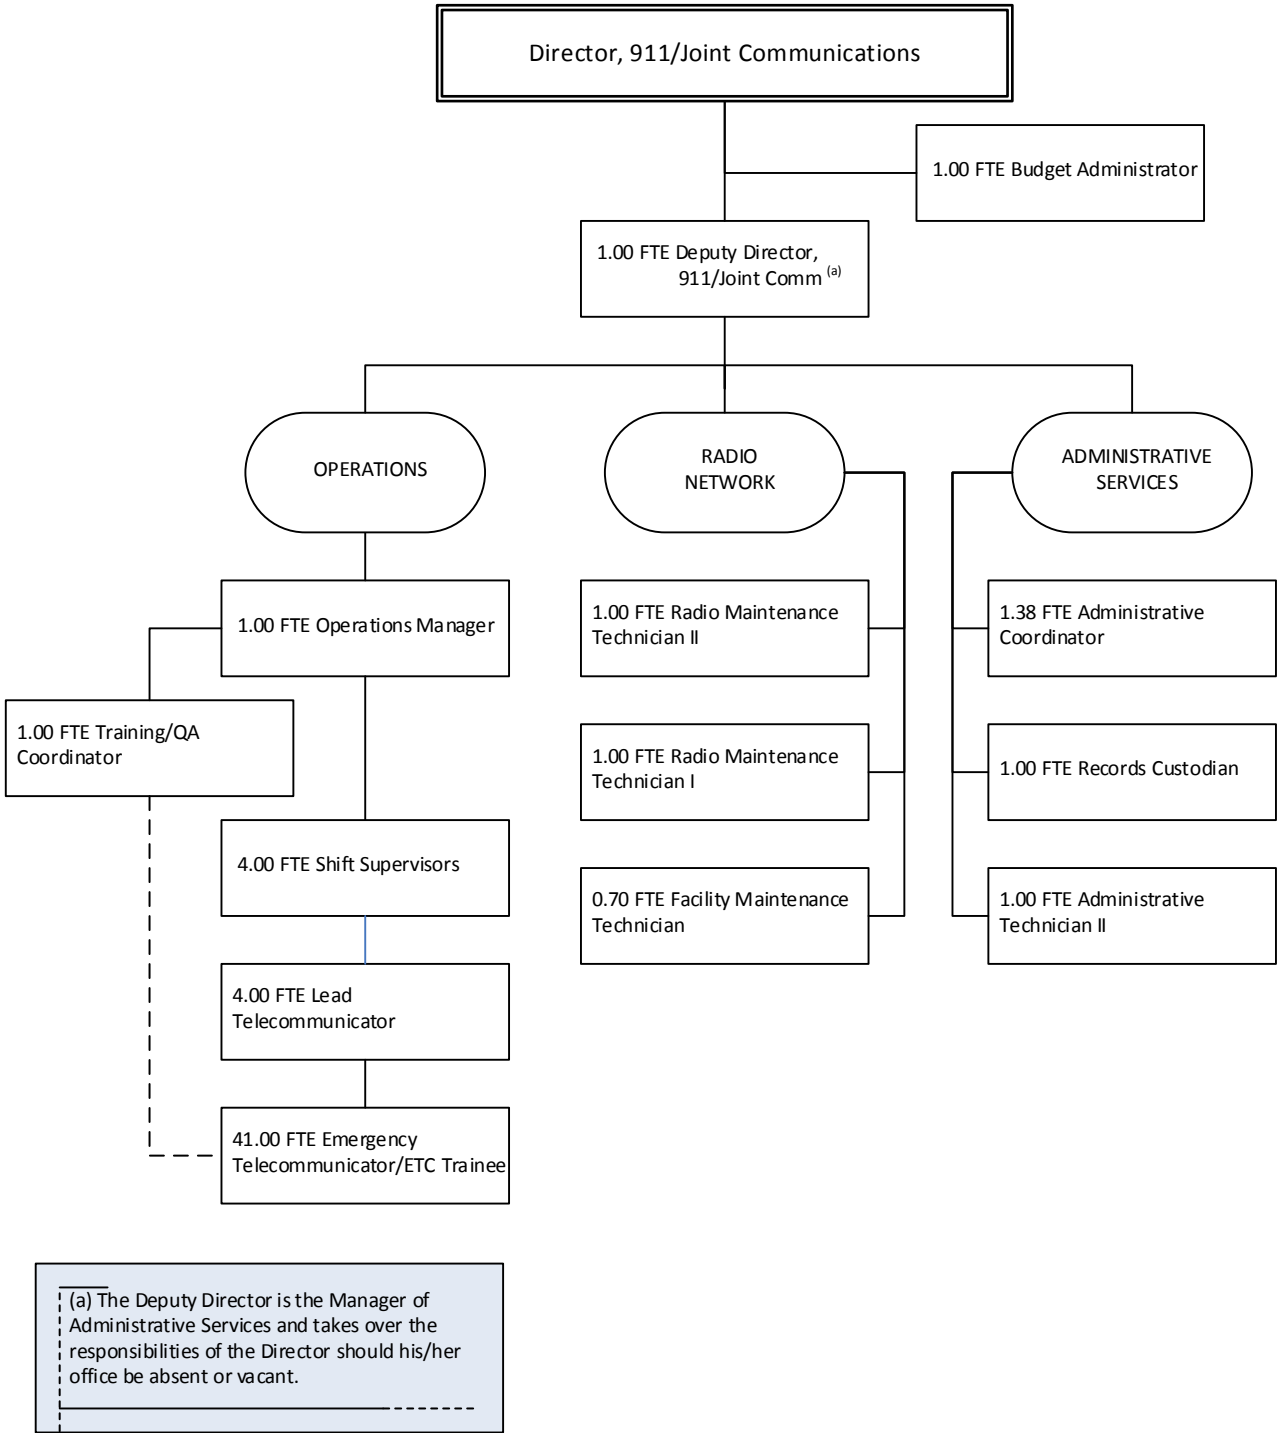 Director, 911/Joint Communications
1.00 FTE Budget Administrator
1.00 FTE Deputy Director,
911/Joint Comm (a)
OPERATIONS
RADIO
NETWORK
ADMINISTRATIVE
SERVICES
1.00 FTE Operations Manager
1.00 FTE Training/QA
Coordinator
4.00 FTE Shift Supervisors
4.00 FTE Lead
Telecommunicator
41.00 FTE Emergency
Telecommunicator/ETC Trainee
1.00 FTE Radio Maintenance
Technician II
1.00 FTE Radio Maintenance
Technician I
0.70 FTE Facility Maintenance
Technician
1.38 FTE Administrative
Coordinator
1.00 FTE Records Custodian
1.00 FTE Administrative
Technician II
(a) The Deputy Director is the Manager of
Administrative Services and takes over the
responsibilities of the Director should his/her
office be absent or vacant.